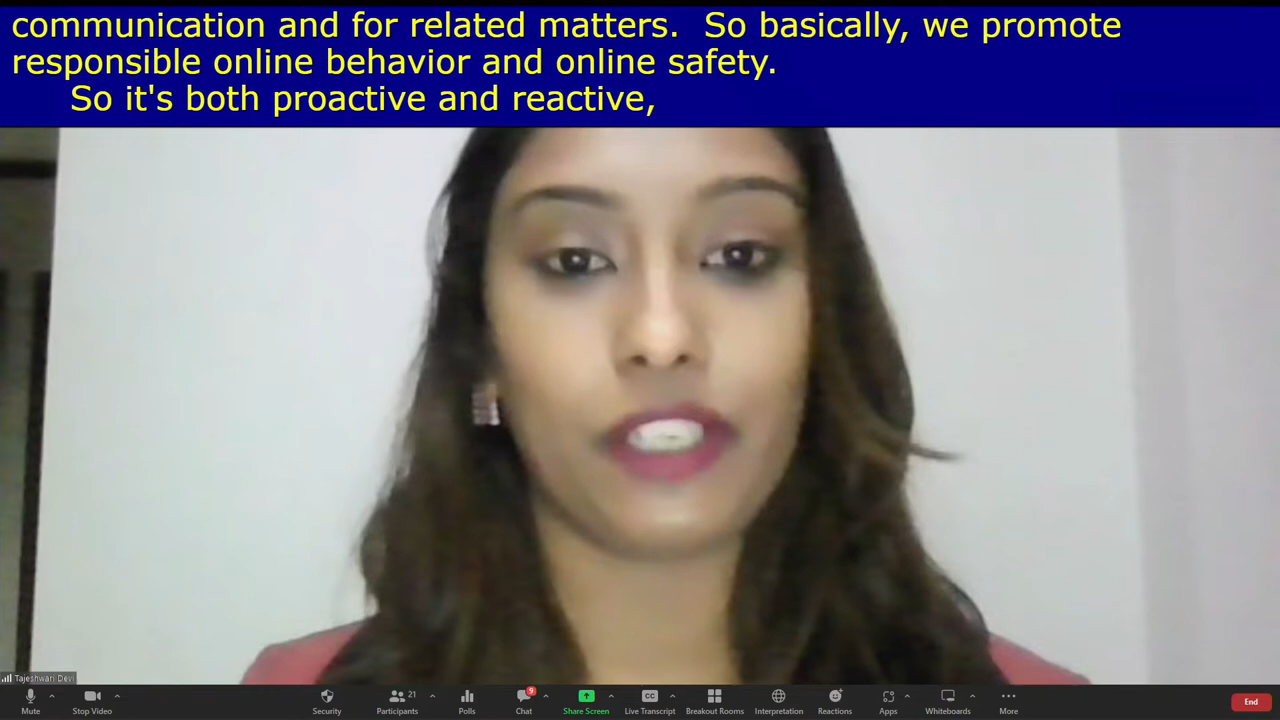 communication and for related matters.  So basically, we promote
responsible online behavior and online safety.
So it's both proactive and reactive,
Tajeshwari Devi
Mute
Stop Video
Security
21
Participants
Polls
9
Chat
Share Screen
CC
Live Transcript
Breakout Rooms
Interpretation
Reactions
Apps
Whiteboards
More
End